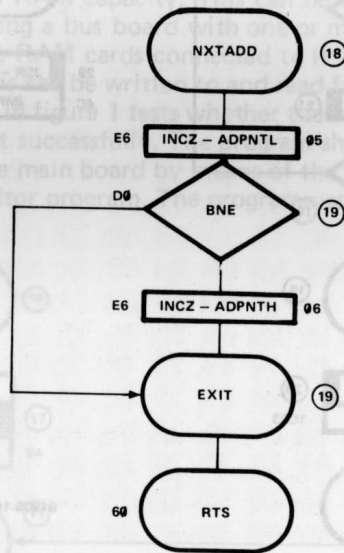 NXTADD 18
E6 INCZ – ADPNTL Ø5
DØ BNE 19
E6 INCZ – ADPNTH Ø6
EXIT 19
6Ø RTS